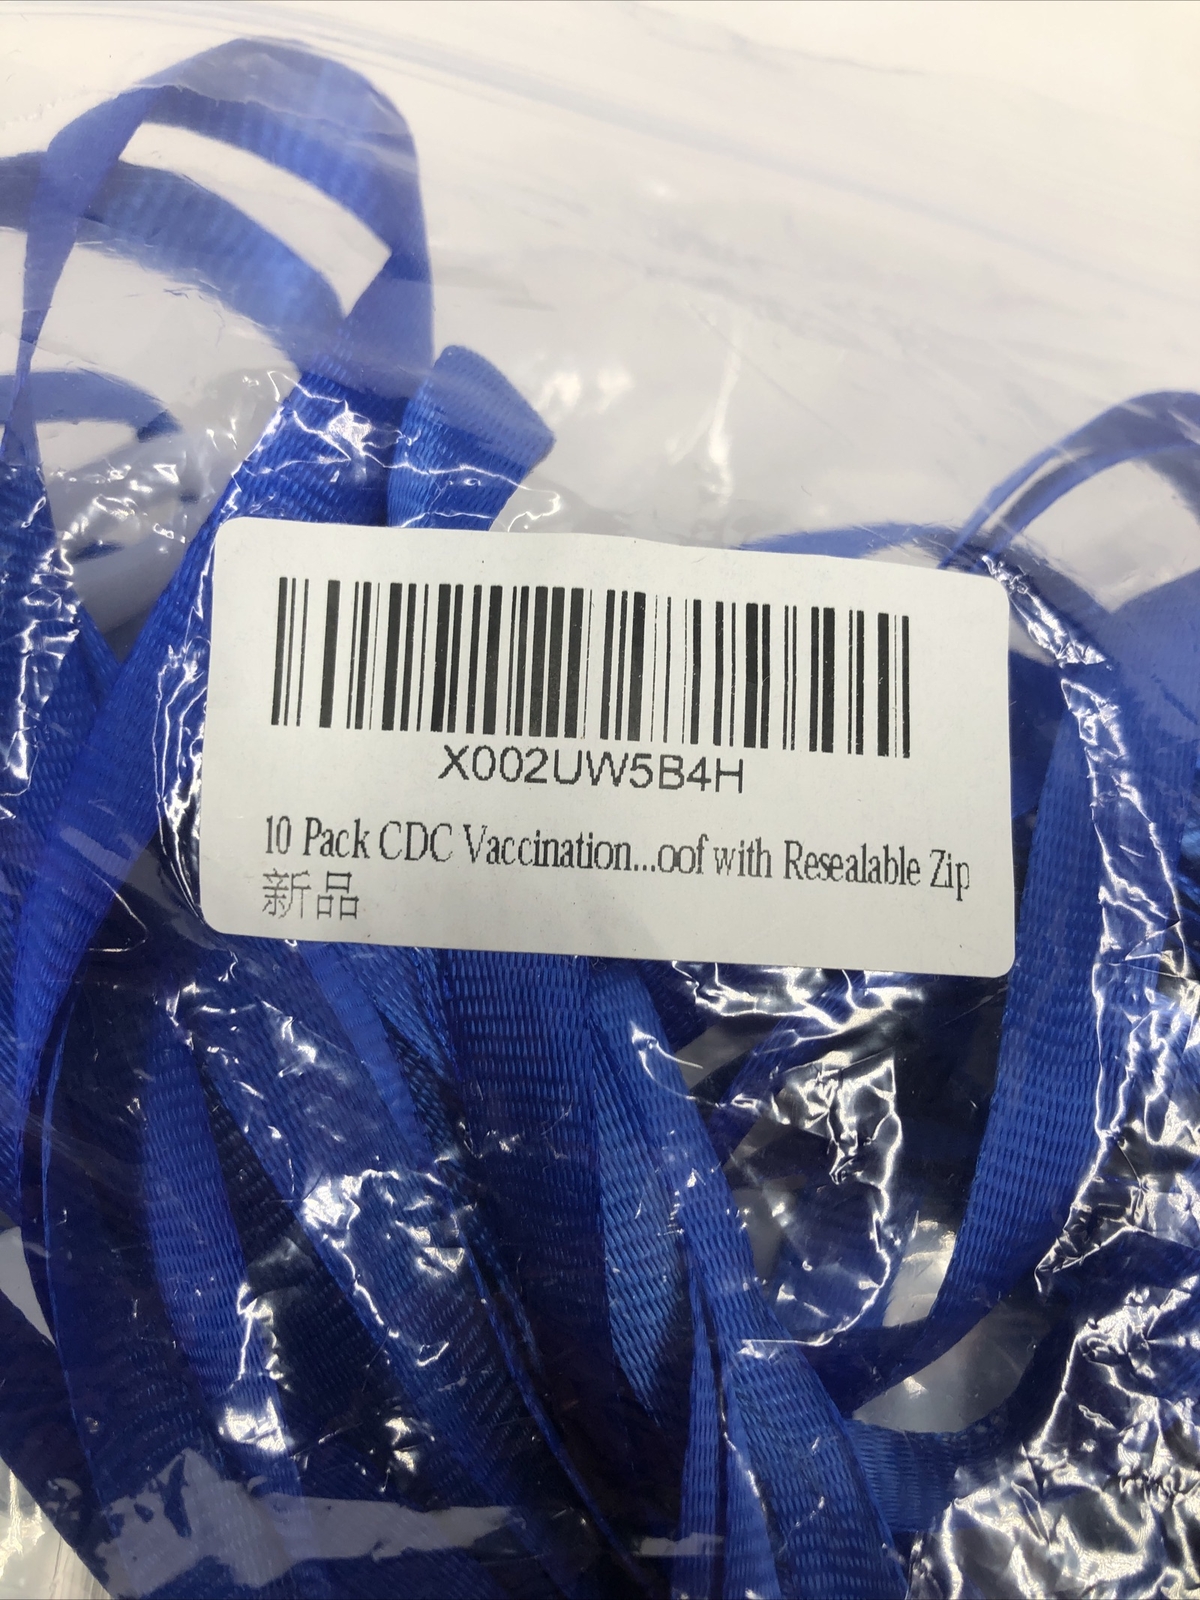 X002UW5B4H
10 Pack CDC Vaccination...oof with Resealable Zip
新品